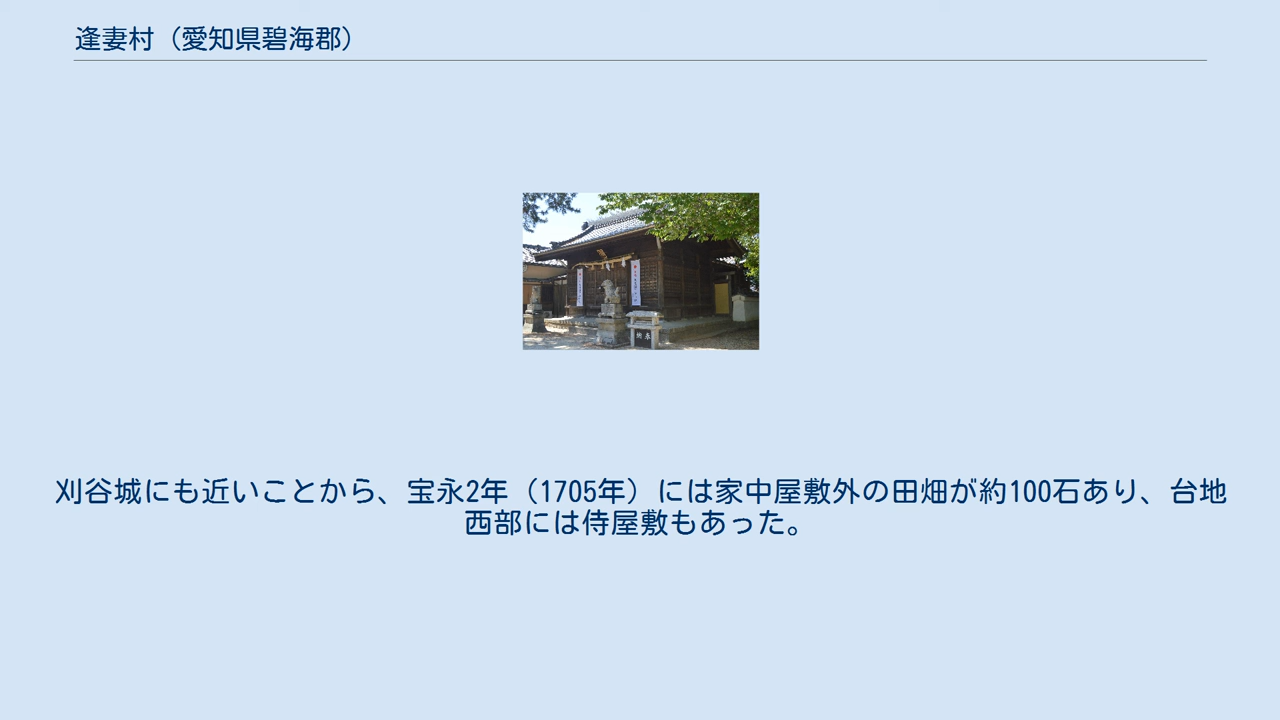 逢妻村（愛知県碧海郡）
刈谷城にも近いことから、宝永2年（1705年）には家中屋敷外の田畑が約100石あり、台地
西部には侍屋敷もあった。